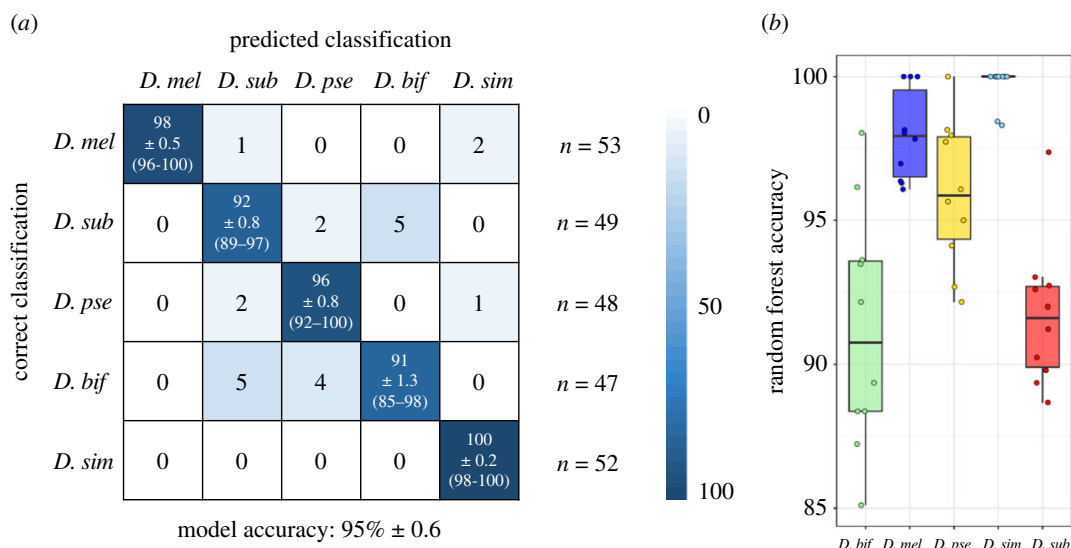 (a)
predicted classification
D. mel D. sub D. pse D. bif D. sim
correct classification
D. mel
98
± 0.5
(96-100)
1
0
0
2
n = 53
D. sub
0
92
± 0.8
(89–97)
2
5
0
n = 49
D. pse
0
2
96
± 0.8
(92–100)
0
1
n = 48
D. bif
0
5
4
91
± 1.3
(85–98)
0
n = 47
D. sim
0
0
0
0
100
± 0.2
(98-100)
n = 52
model accuracy: 95% ± 0.6
0
50
100
(b)
random forest accuracy
100
95
90
85
D. bif D. mel D. pse D. sim D. sub